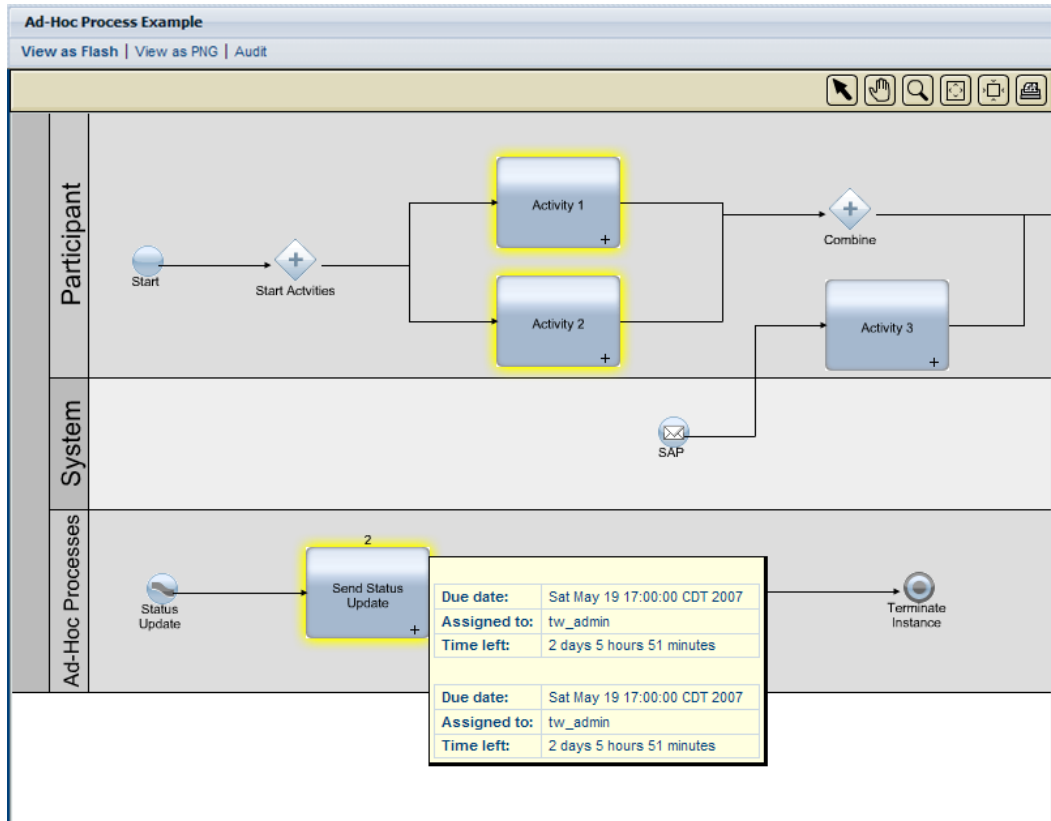 Ad-Hoc Process Example
View as Flash | View as PNG | Audit
Participant
Activity 1
Start
Start Actvities
Combine
Activity 2
Activity 3
System
SAP
Ad-Hoc Processes
2
Send Status
Update
Status
Update
Due date: Sat May 19 17:00:00 CDT 2007
Assigned to: tw_admin
Time left: 2 days 5 hours 51 minutes
Due date: Sat May 19 17:00:00 CDT 2007
Assigned to: tw_admin
Time left: 2 days 5 hours 51 minutes
Terminate
Instance